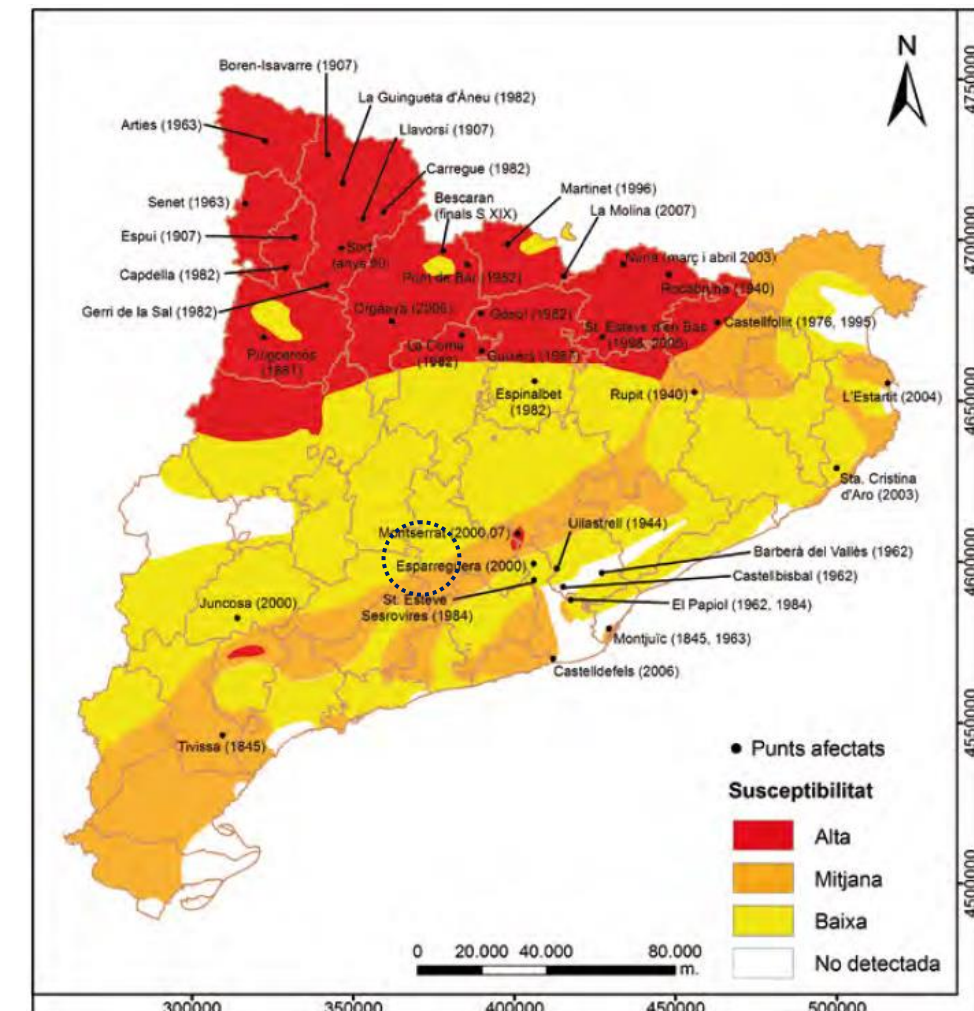 N
Boren-Isavarre (1907)
La Guingueta d'Àneu (1982)
Arties (1963)
Llavorsí (1907)
Carregue (1982)
Senet (1963)
Bescaran
(finals S XIX)
Martinet (1996)
La Molina (2007)
Espui (1907)
Sort
(anys 80)
Núria (març i abril 2003)
Capdella (1982)
Pont de Bar (1982)
Rocabruna (1940)
Gerri de la Sal (1982)
Organyà (2006)
Gósol (1982)
St. Esteve d'en Bas
(1998, 2005)
Castellfollit (1976, 1995)
Puigcercós
(1881)
La Coma
(1982)
Guixers (1987)
Espinalbet
(1982)
Rupit (1940)
L'Estartit (2004)
Sta. Cristina
d'Aro (2003)
Montserrat (2000,07)
Ullastrell (1944)
Barberà del Vallès (1962)
Esparreguera (2000)
Castellbisbal (1962)
Juncosa (2000)
St. Esteve
Sesrovires (1984)
El Papiol (1962, 1984)
Montjuïc (1845, 1963)
Castelldefels (2006)
Tivissa (1845)
Punts afectats
Susceptibilitat
Alta
Mitjana
Baixa
No detectada
0 20.000 40.000 80.000
m.
4750000
4700000
4650000
4600000
4550000
4500000
300000 350000 400000 450000 500000